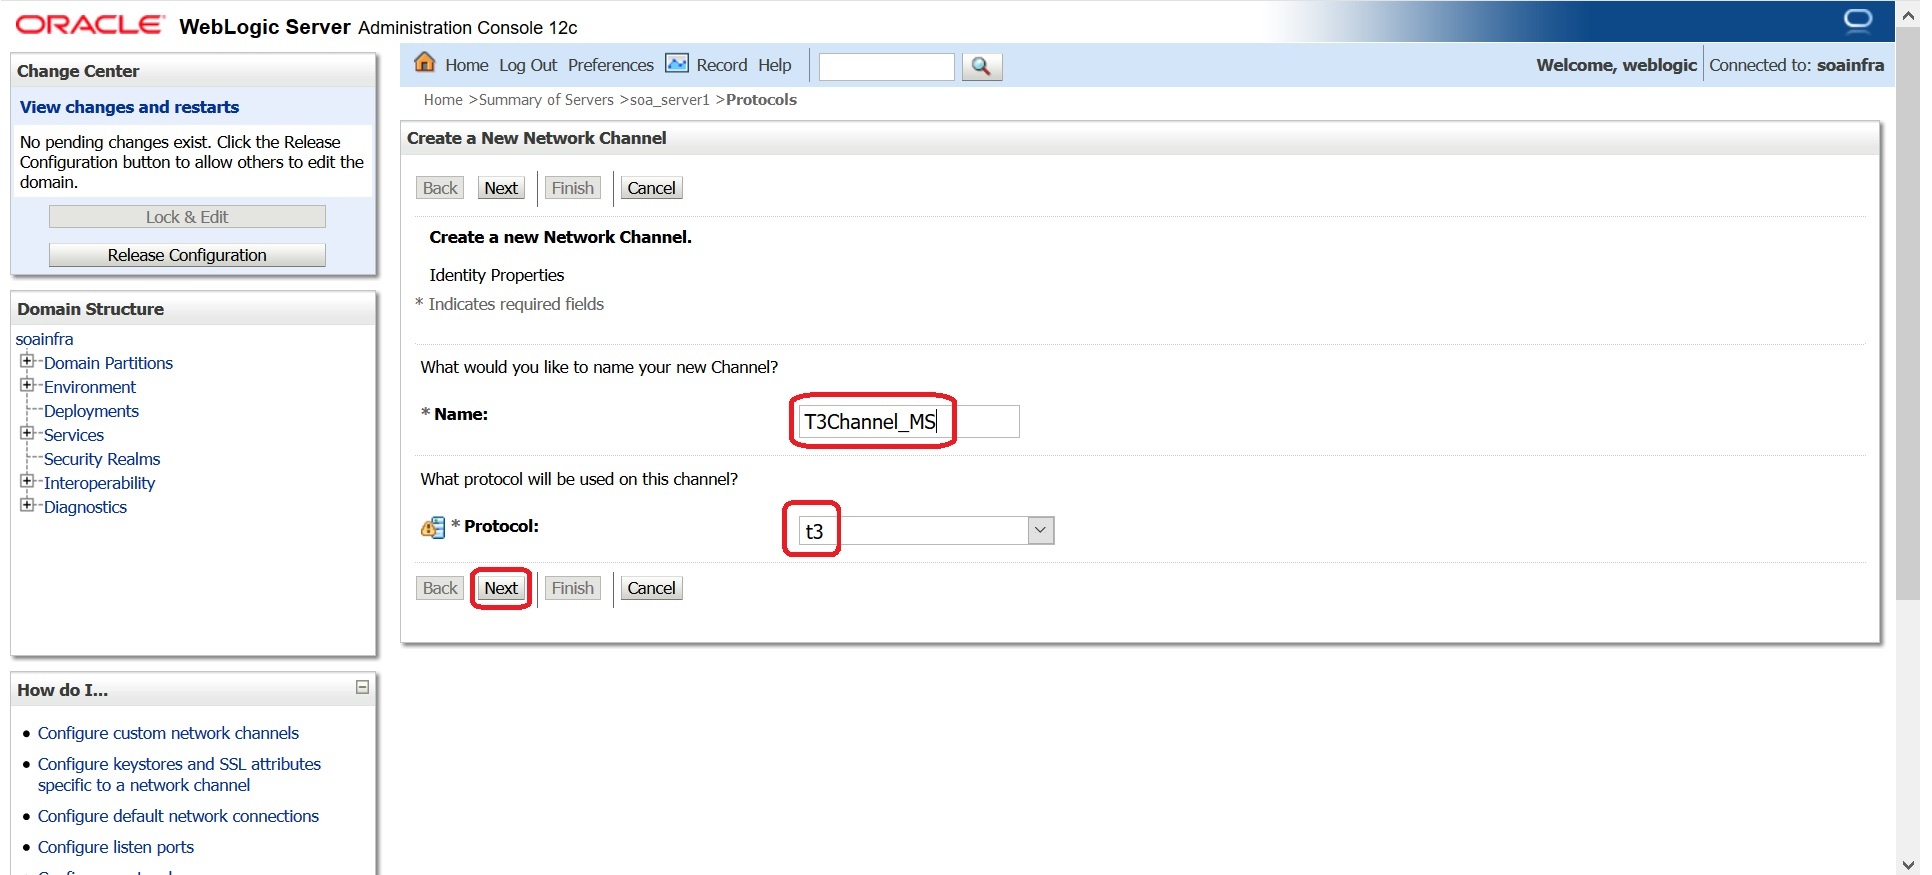 ORACLE WebLogic Server Administration Console 12c
Change Center
View changes and restarts
No pending changes exist. Click the Release
Configuration button to allow others to edit the
domain.
Lock & Edit
Release Configuration
Domain Structure
soainfra
Domain Partitions
Environment
Deployments
Services
Security Realms
Interoperability
Diagnostics
How do I...
Configure custom network channels
Configure keystores and SSL attributes
specific to a network channel
Configure default network connections
Configure listen ports
Home Log Out Preferences Record Help
Welcome, weblogic Connected to: soainfra
Home >Summary of Servers >soa_server1 >Protocols
Create a New Network Channel
Back Next Finish Cancel
Create a new Network Channel.
Identity Properties
* Indicates required fields
What would you like to name your new Channel?
* Name: T3Channel_MS
What protocol will be used on this channel?
* Protocol: t3
Back Next Finish Cancel